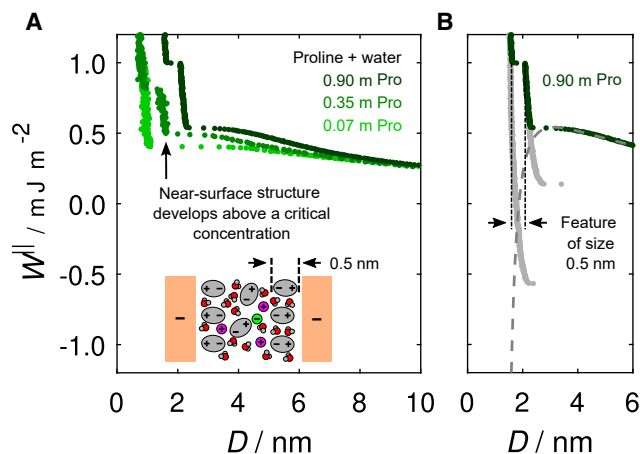 A
B
Proline + water
0.90 m Pro
0.35 m Pro
0.07 m Pro
0.90 m Pro
W|| / mJ m⁻²
1.0
0.5
0.0
-0.5
-1.0
Near-surface structure
develops above a critical
concentration
Feature
of size
0.5 nm
0.5 nm
-
-
0 2 4 6 8 10
D / nm
0 2 4 6
D / nm